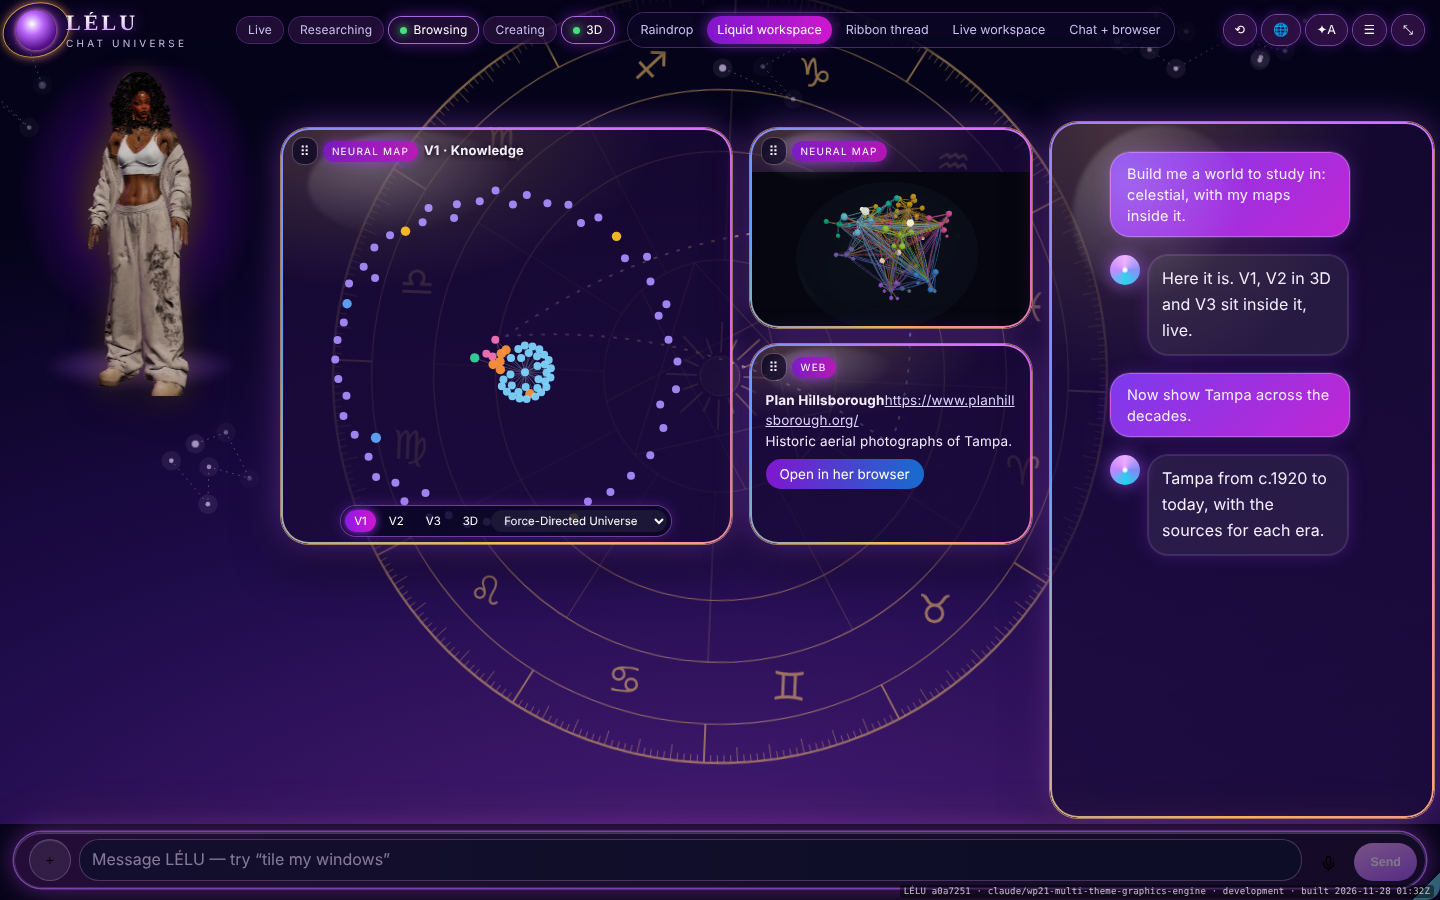 LÉLU
CHAT UNIVERSE
Live
Researching
Browsing
Creating
3D
Raindrop
Liquid workspace
Ribbon thread
Live workspace
Chat + browser
✦A
NEURAL MAP V1 · Knowledge
V1
V2
V3
3D
Force-Directed Universe
NEURAL MAP
WEB
Plan Hillsboroughhttps://www.planhill
sborough.org/
Historic aerial photographs of Tampa.
Open in her browser
Build me a world to study in:
celestial, with my maps
inside it.
Here it is. V1, V2 in 3D
and V3 sit inside it,
live.
Now show Tampa across the
decades.
Tampa from c.1920 to
today, with the
sources for each era.
+
Message LÉLU — try “tile my windows”
Send
LÉLU a0a7251 · claude/wp21-multi-theme-graphics-engine · development · built 2026-11-28 01:32Z